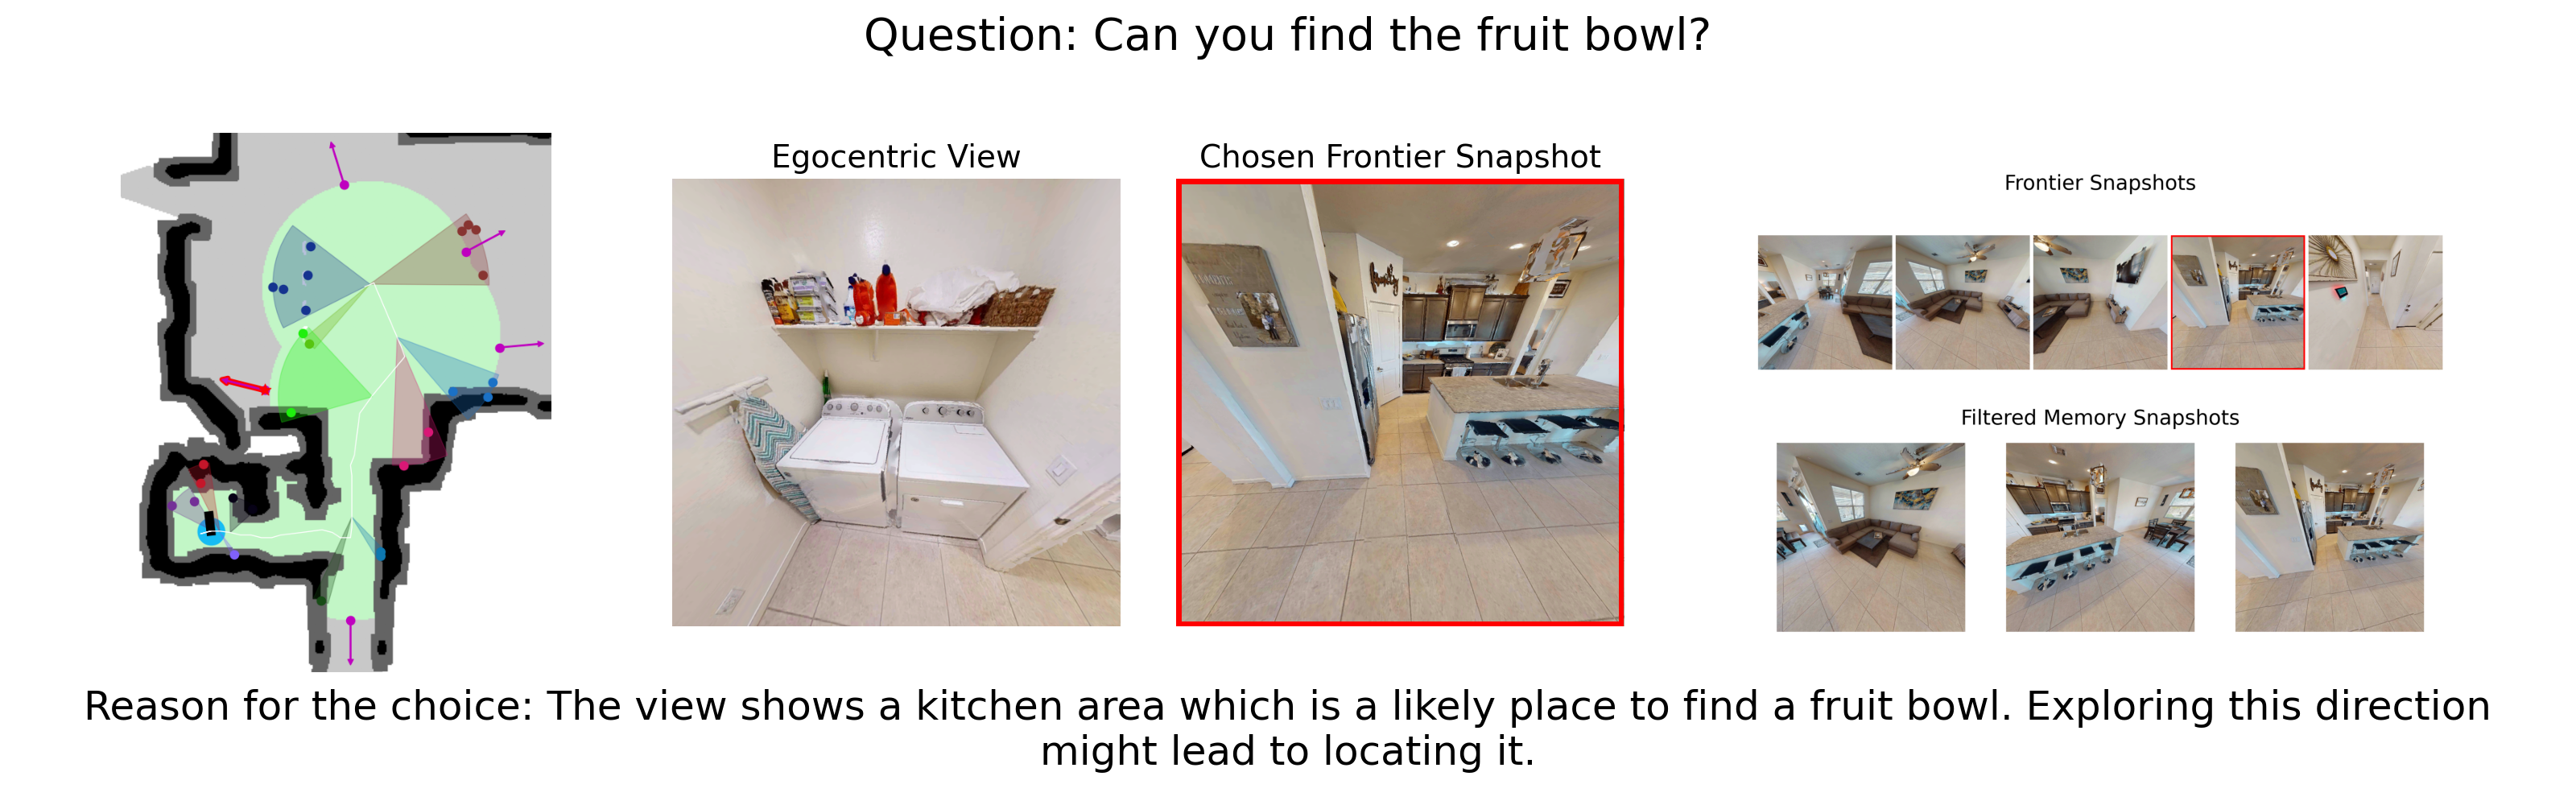 Question: Can you find the fruit bowl?
Egocentric View
Chosen Frontier Snapshot
Frontier Snapshots
Filtered Memory Snapshots
Reason for the choice: The view shows a kitchen area which is a likely place to find a fruit bowl. Exploring this direction
might lead to locating it.